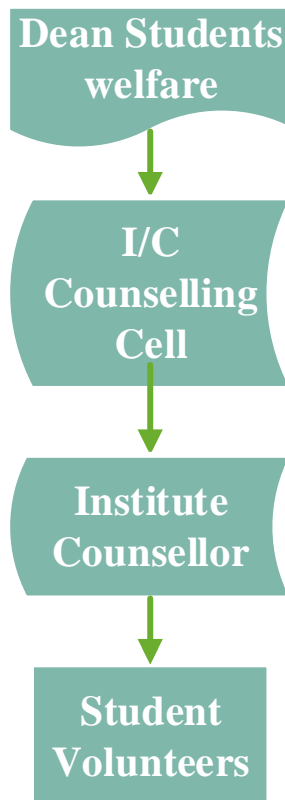 Dean Students
welfare
I/C
Counselling
Cell
Institute
Counsellor
Student
Volunteers